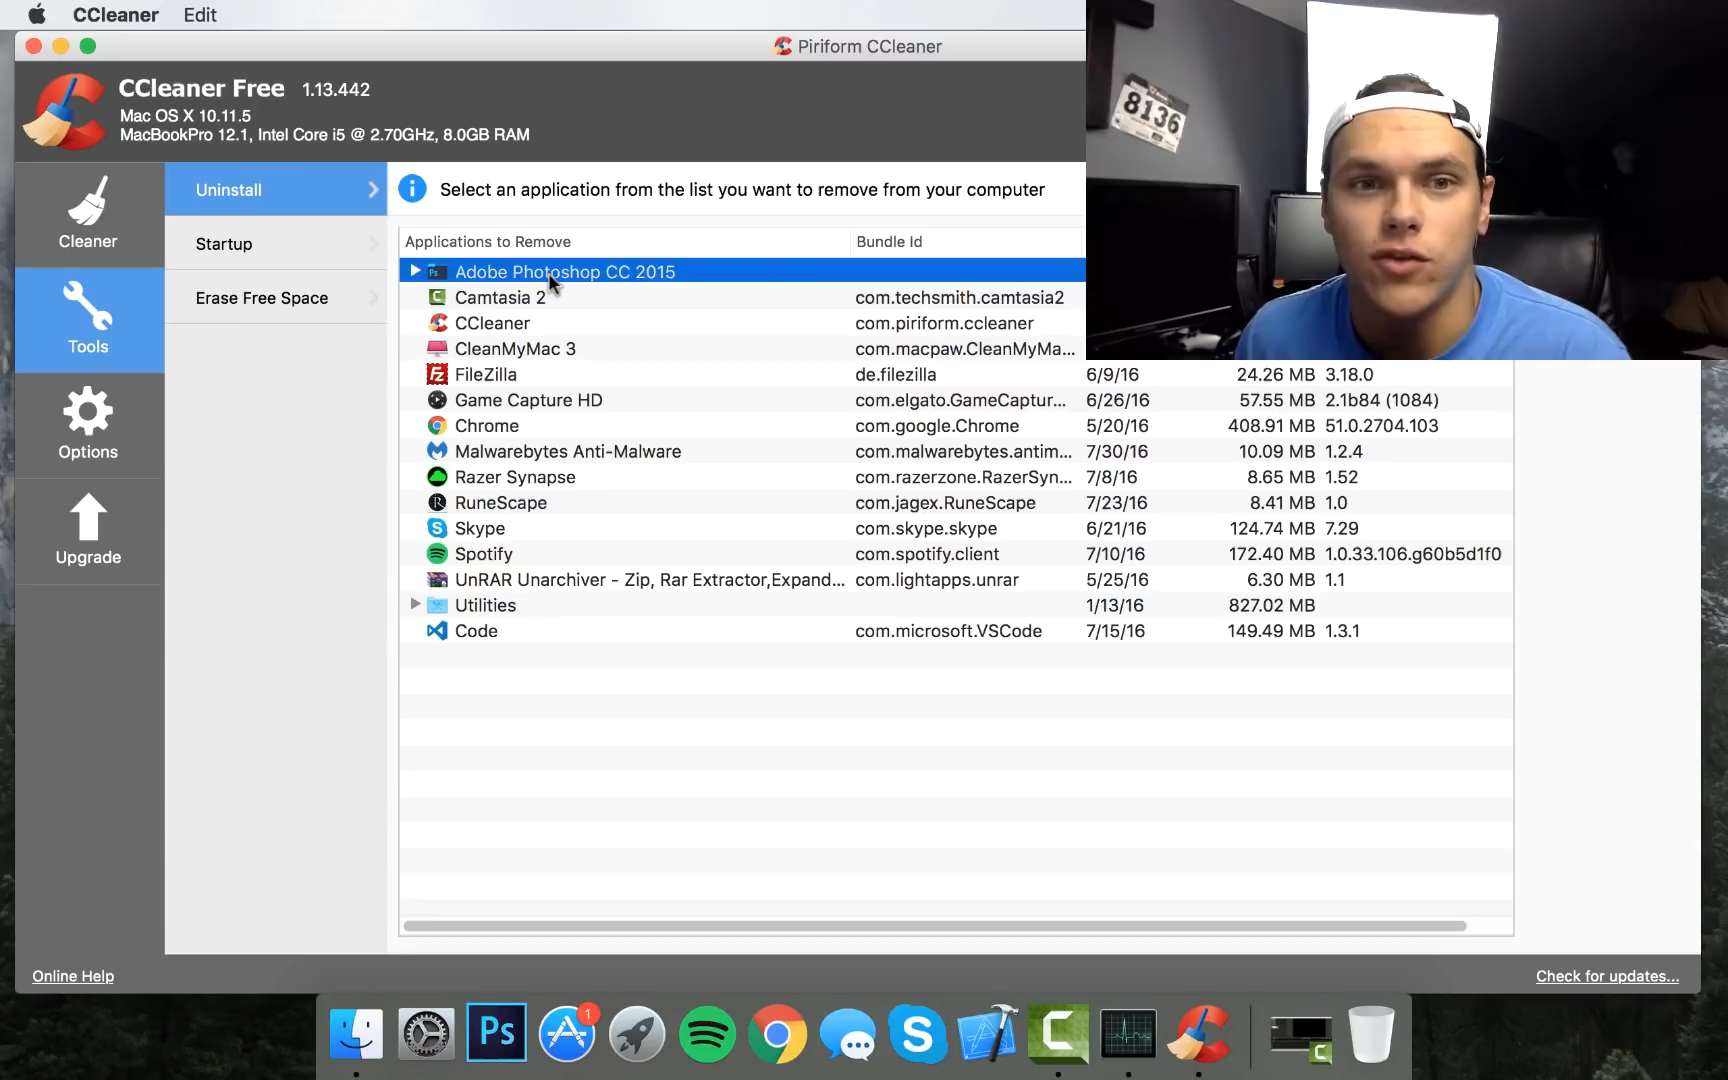 CCleaner Edit
Piriform CCleaner
CCleaner Free 1.13.442
Mac OS X 10.11.5
MacBookPro 12.1, Intel Core i5 @ 2.70GHz, 8.0GB RAM
8136
Cleaner
Tools
Options
Upgrade
Uninstall
Startup
Erase Free Space
Select an application from the list you want to remove from your computer
Applications to Remove Bundle Id
Ps Adobe Photoshop CC 2015
Camtasia 2 com.techsmith.camtasia2
CCleaner com.piriform.ccleaner
CleanMyMac 3 com.macpaw.CleanMyMa...
FileZilla de.filezilla 6/9/16 24.26 MB 3.18.0
Game Capture HD com.elgato.GameCaptur... 6/26/16 57.55 MB 2.1b84 (1084)
Chrome com.google.Chrome 5/20/16 408.91 MB 51.0.2704.103
Malwarebytes Anti-Malware com.malwarebytes.antim... 7/30/16 10.09 MB 1.2.4
Razer Synapse com.razerzone.RazerSyn... 7/8/16 8.65 MB 1.52
RuneScape com.jagex.RuneScape 7/23/16 8.41 MB 1.0
Skype com.skype.skype 6/21/16 124.74 MB 7.29
Spotify com.spotify.client 7/10/16 172.40 MB 1.0.33.106.g60b5d1f0
UnRAR Unarchiver - Zip, Rar Extractor,Expand... com.lightapps.unrar 5/25/16 6.30 MB 1.1
Utilities 1/13/16 827.02 MB
Code com.microsoft.VSCode 7/15/16 149.49 MB 1.3.1
Online Help Check for updates...
Ps 1